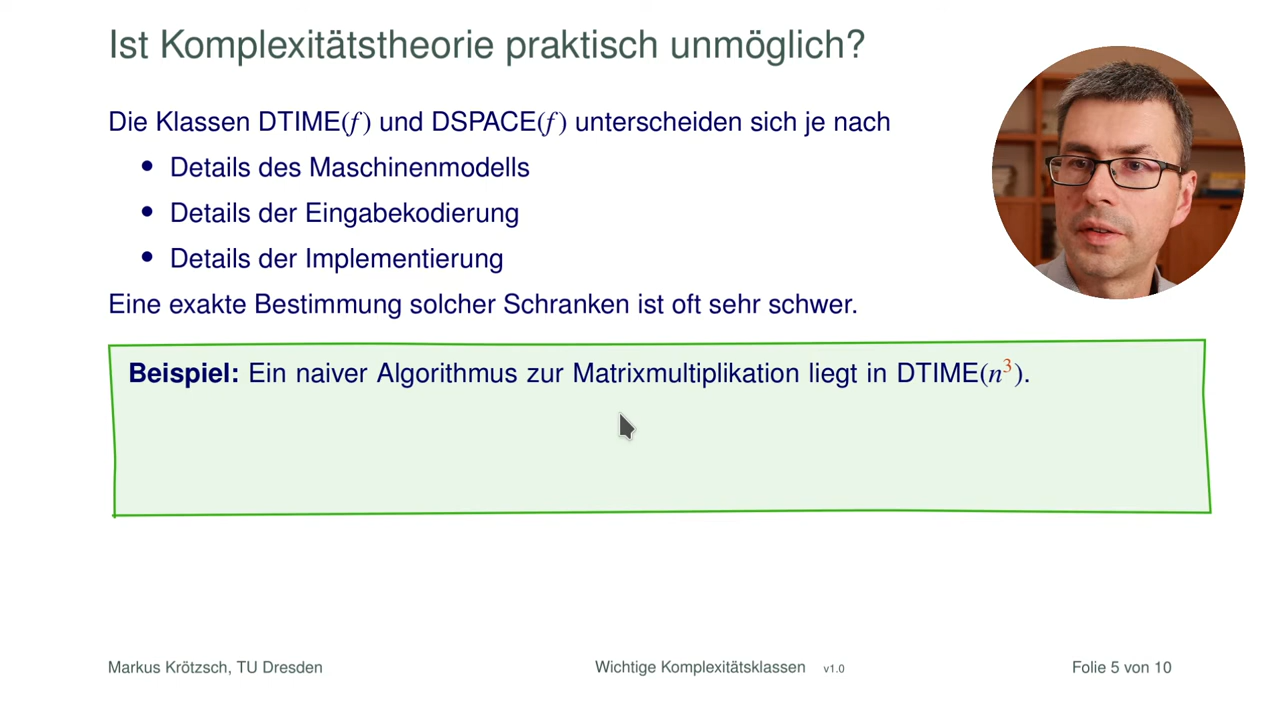 Ist Komplexitätstheorie praktisch unmöglich?
Die Klassen DTIME(f) und DSPACE(f) unterscheiden sich je nach
• Details des Maschinenmodells
• Details der Eingabekodierung
• Details der Implementierung
Eine exakte Bestimmung solcher Schranken ist oft sehr schwer.
Beispiel: Ein naiver Algorithmus zur Matrixmultiplikation liegt in DTIME(n³).
Markus Krötzsch, TU Dresden Wichtige Komplexitätsklassen v1.0 Folie 5 von 10